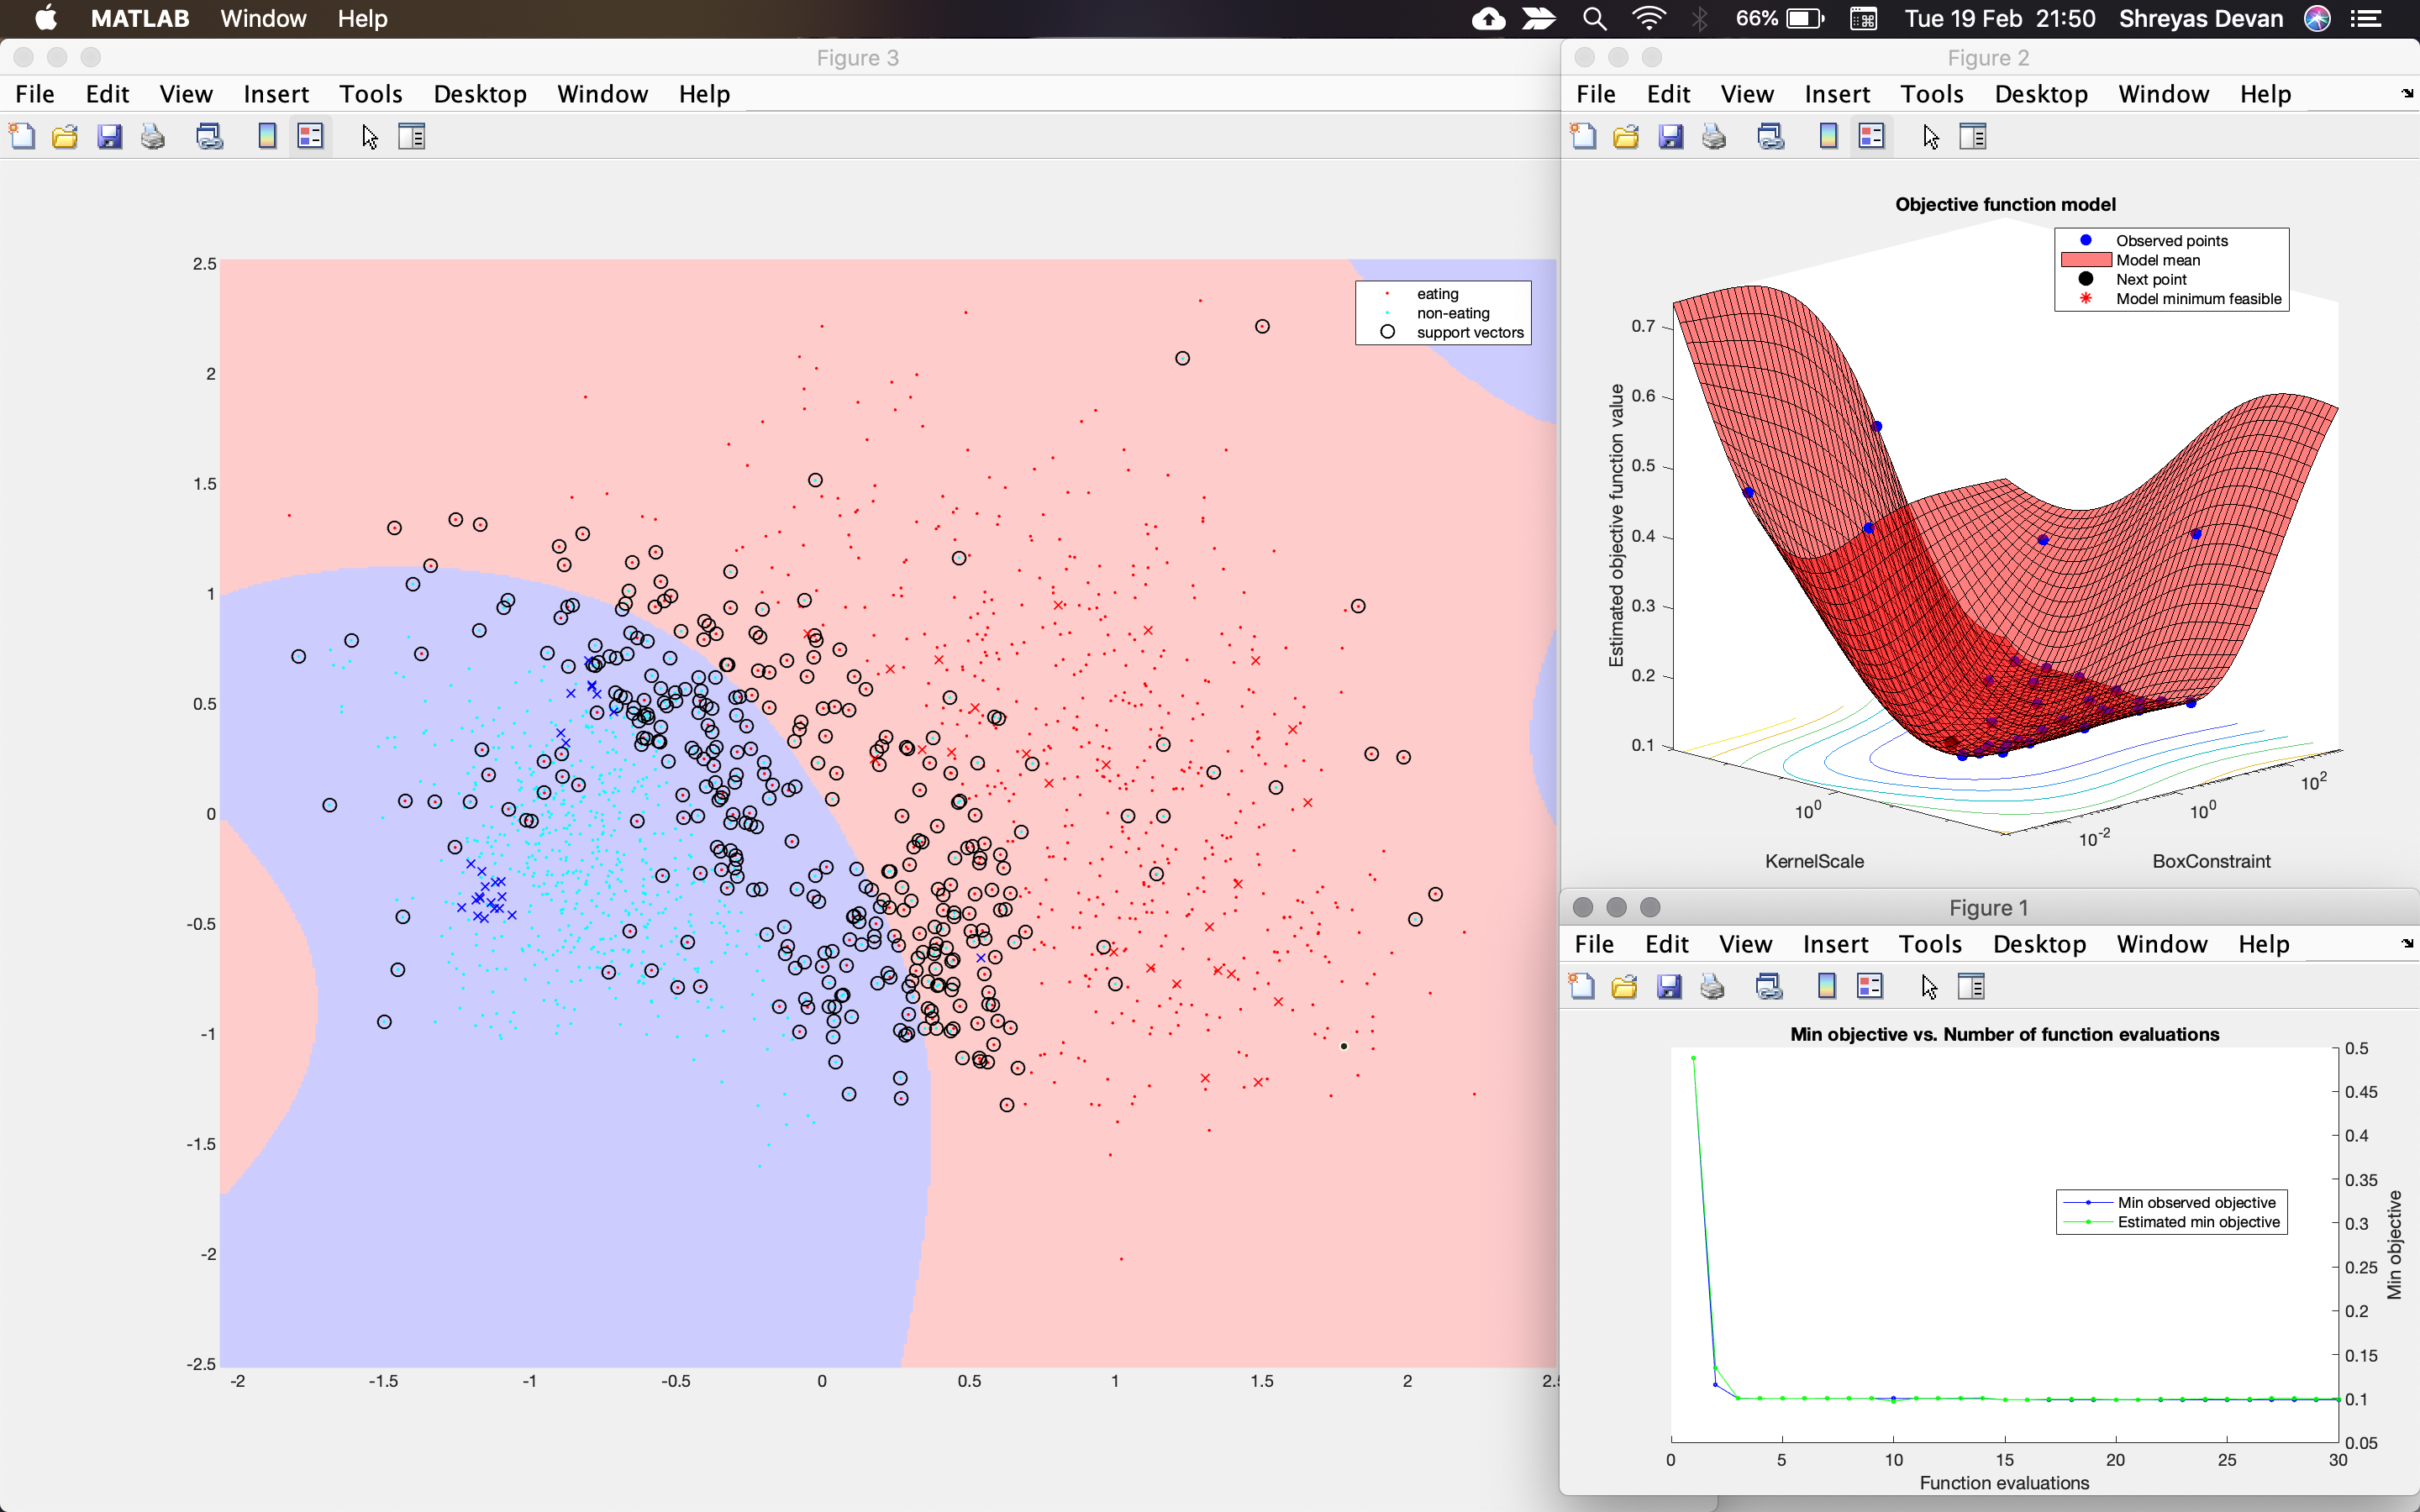 MATLAB Window Help 66% Tue 19 Feb 21:50 Shreyas Devan
Figure 3
File Edit View Insert Tools Desktop Window Help
2.5
2
1.5
1
0.5
0
-0.5
-1
-1.5
-2
-2.5
-2 -1.5 -1 -0.5 0 0.5 1 1.5 2
eating
non-eating
support vectors
Figure 2
File Edit View Insert Tools Desktop Window Help
Objective function model
Observed points
Model mean
Next point
Model minimum feasible
Estimated objective function value
0.7
0.6
0.5
0.4
0.3
0.2
0.1
10^0
10^-2 10^0 10^2
KernelScale
BoxConstraint
Figure 1
File Edit View Insert Tools Desktop Window Help
Min objective vs. Number of function evaluations
Min observed objective
Estimated min objective
0.5
0.45
0.4
0.35
0.3
0.25
0.2
0.15
0.1
0.05
Min objective
0 5 10 15 20 25 30
Function evaluations